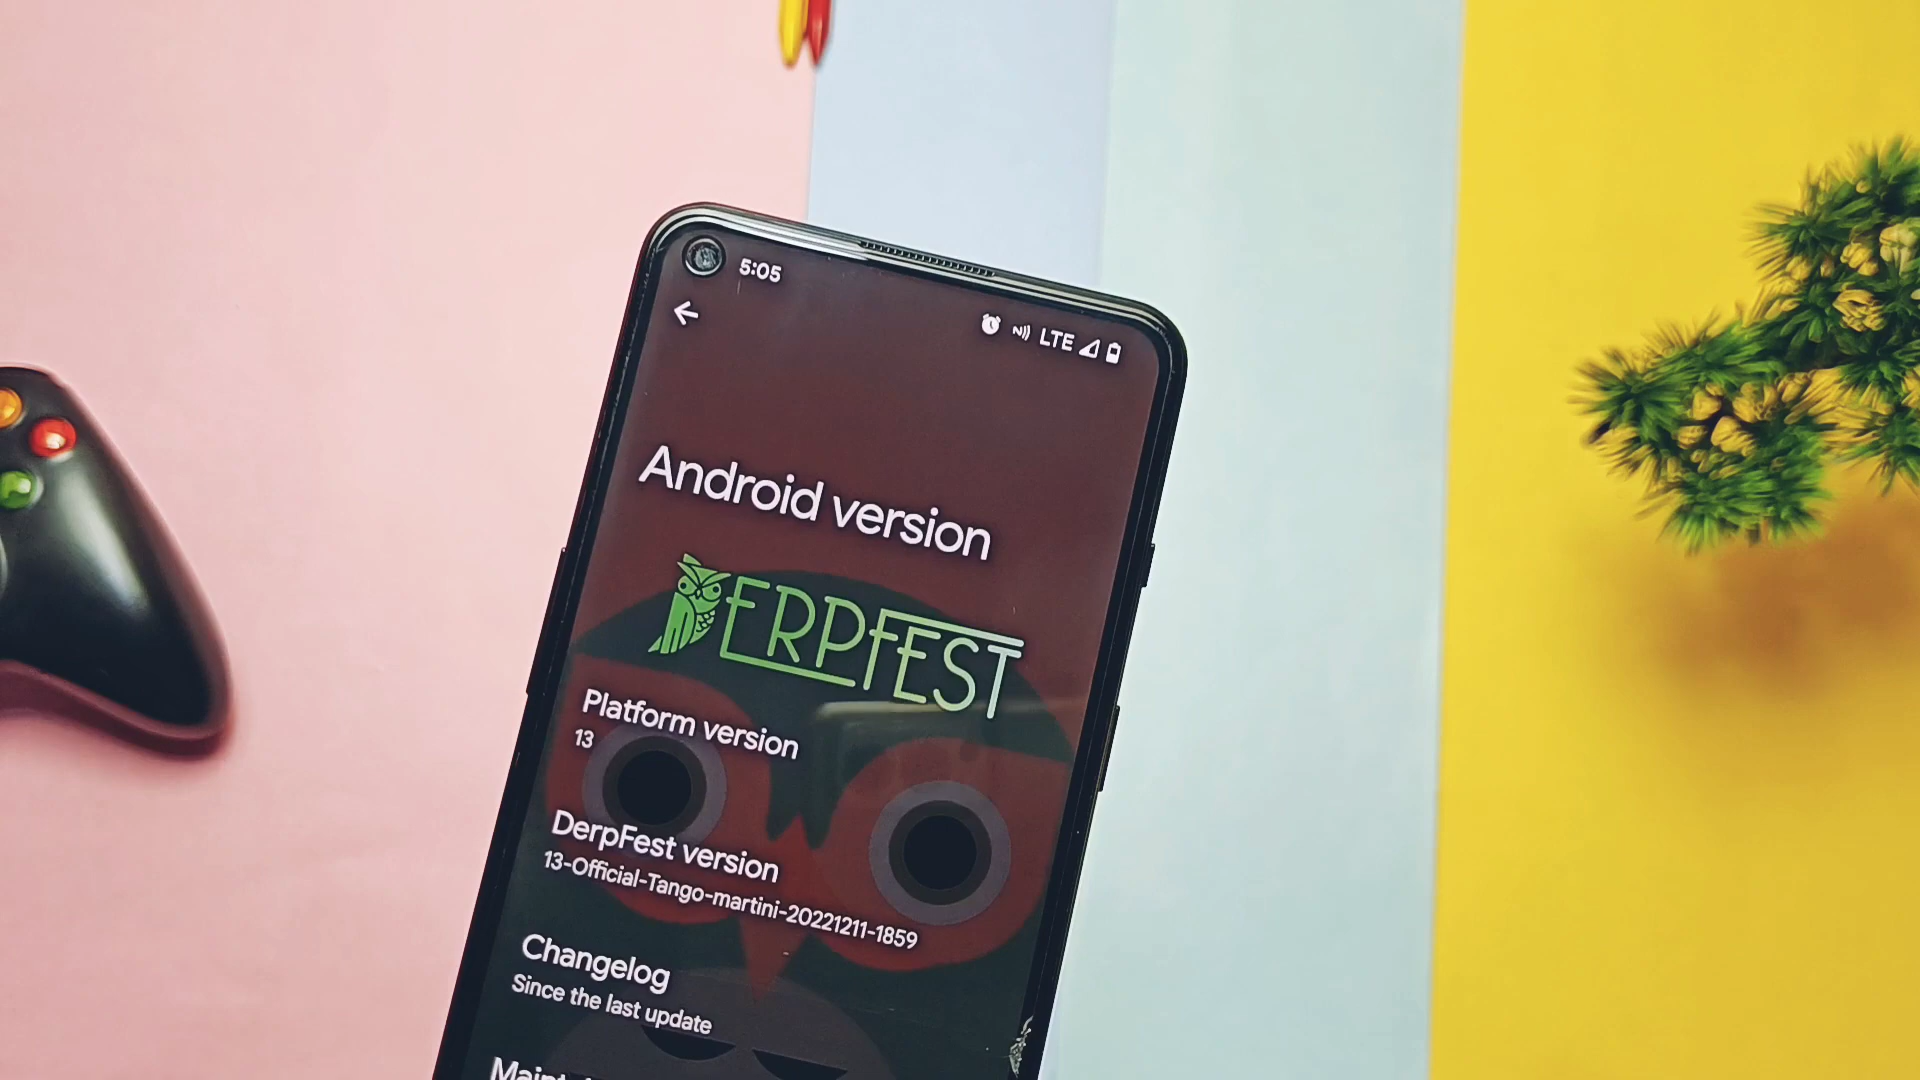 5:05
LTE
Android version
DERPFEST
Platform version
13
DerpFest version
13-Official-Tango-martini-20221211-1859
Changelog
Since the last update